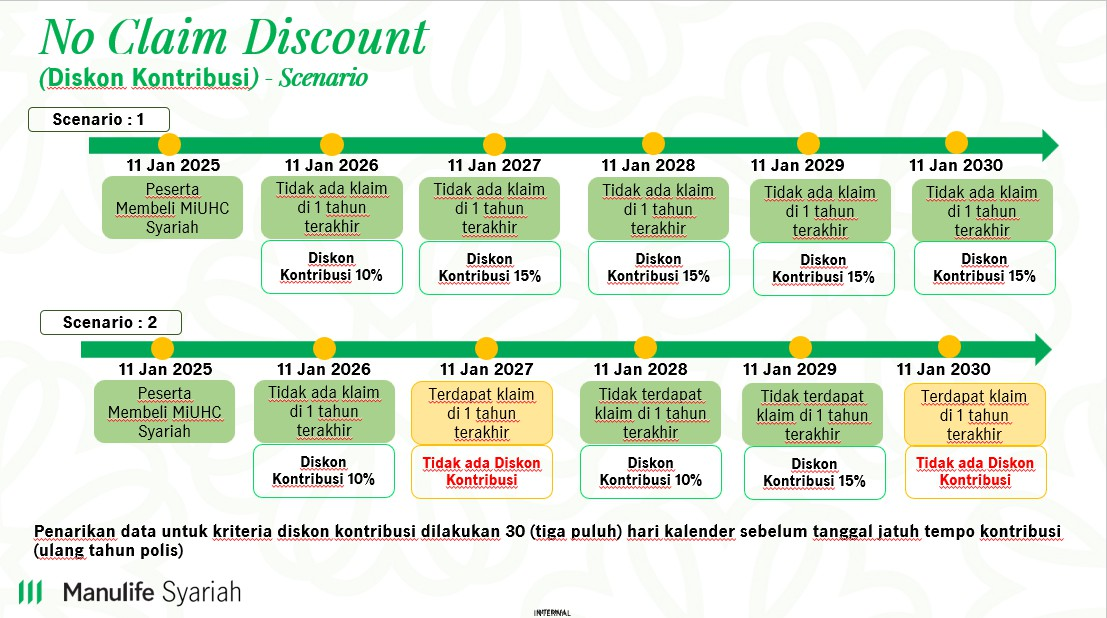 No Claim Discount
(Diskon Kontribusi) - Scenario
Scenario : 1
11 Jan 2025
11 Jan 2026
11 Jan 2027
11 Jan 2028
11 Jan 2029
11 Jan 2030
Peserta
Membeli MiUHC
Syariah
Tidak ada klaim
di 1 tahun
terakhir
Diskon
Kontribusi 10%
Tidak ada klaim
di 1 tahun
terakhir
Diskon
Kontribusi 15%
Tidak ada klaim
di 1 tahun
terakhir
Diskon
Kontribusi 15%
Tidak ada klaim
di 1 tahun
terakhir
Diskon
Kontribusi 15%
Tidak ada klaim
di 1 tahun
terakhir
Diskon
Kontribusi 15%
Scenario : 2
11 Jan 2025
11 Jan 2026
11 Jan 2027
11 Jan 2028
11 Jan 2029
11 Jan 2030
Peserta
Membeli MiUHC
Syariah
Tidak ada klaim
di 1 tahun
terakhir
Diskon
Kontribusi 10%
Terdapat klaim
di 1 tahun
terakhir
Tidak ada Diskon
Kontribusi
Tidak terdapat
klaim di 1 tahun
terakhir
Diskon
Kontribusi 10%
Tidak terdapat
klaim di 1 tahun
terakhir
Diskon
Kontribusi 15%
Terdapat klaim
di 1 tahun
terakhir
Tidak ada Diskon
Kontribusi
Penarikan data untuk kriteria diskon kontribusi dilakukan 30 (tiga puluh) hari kalender sebelum tanggal jatuh tempo kontribusi
(ulang tahun polis)
Manulife Syariah
INTERNAL